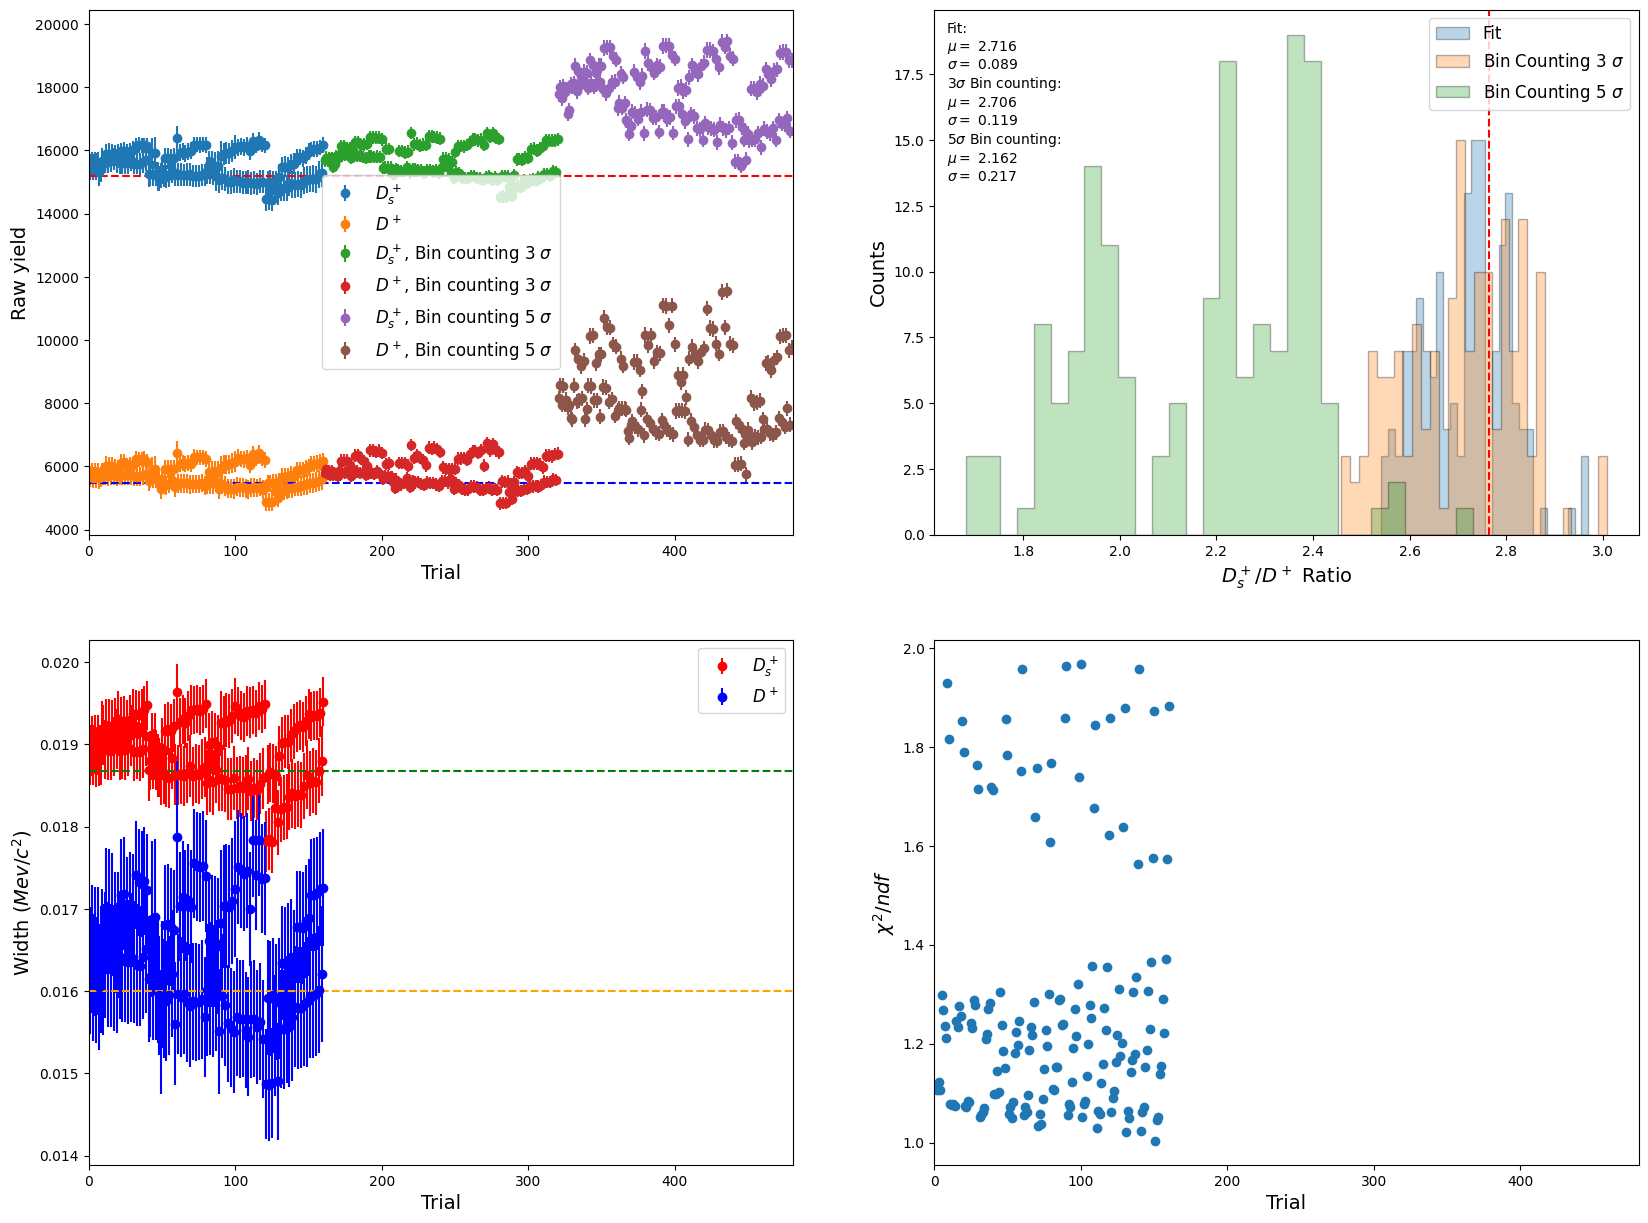 20000
18000
16000
14000
12000
10000
8000
6000
4000
Raw yield
0
100
200
300
400
Trial
D_s^+
D^+
D_s^+, Bin counting 3 σ
D^+, Bin counting 3 σ
D_s^+, Bin counting 5 σ
D^+, Bin counting 5 σ
17.5
15.0
12.5
10.0
7.5
5.0
2.5
0.0
Counts
1.8
2.0
2.2
2.4
2.6
2.8
3.0
D_s^+/D^+ Ratio
Fit:
μ = 2.716
σ = 0.089
3σ Bin counting:
μ = 2.706
σ = 0.119
5σ Bin counting:
μ = 2.162
σ = 0.217
Fit
Bin Counting 3 σ
Bin Counting 5 σ
0.020
0.019
0.018
0.017
0.016
0.015
0.014
Width (Mev/c^2)
0
100
200
300
400
Trial
D_s^+
D^+
2.0
1.8
1.6
1.4
1.2
1.0
χ^2/ndf
0
100
200
300
400
Trial